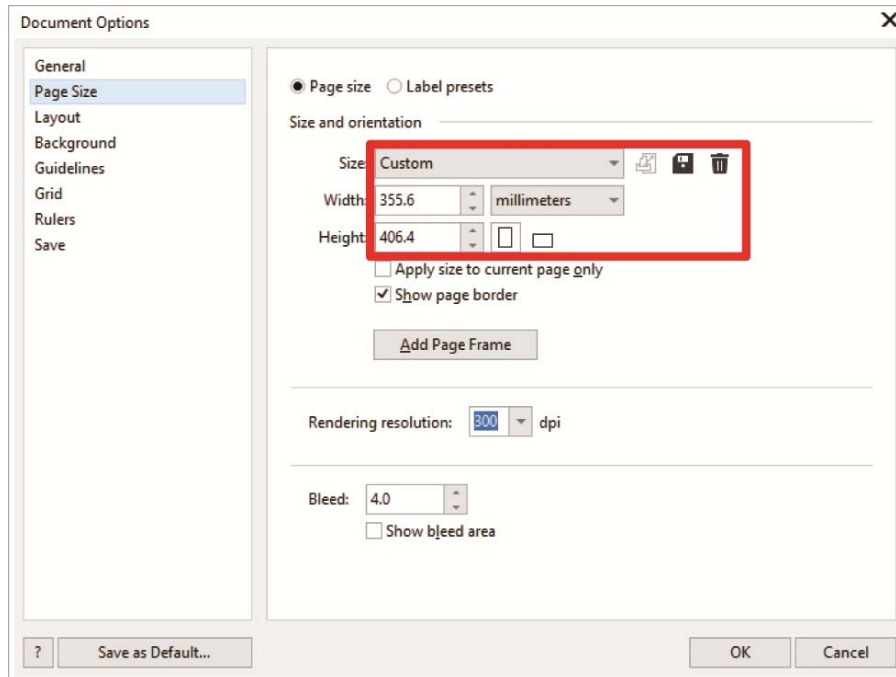 Document Options
General
Page Size
Layout
Background
Guidelines
Grid
Rulers
Save
Page size Label presets
Size and orientation
Size: Custom
Width: 355.6 millimeters
Height: 406.4
Apply size to current page only
Show page border
Add Page Frame
Rendering resolution: 300 dpi
Bleed: 4.0
Show bleed area
? Save as Default... OK Cancel